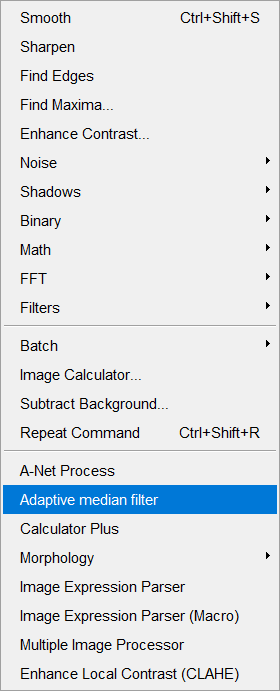 Smooth Ctrl+Shift+S
Sharpen
Find Edges
Find Maxima...
Enhance Contrast...
Noise
Shadows
Binary
Math
FFT
Filters
Batch
Image Calculator...
Subtract Background...
Repeat Command Ctrl+Shift+R
A-Net Process
Adaptive median filter
Calculator Plus
Morphology
Image Expression Parser
Image Expression Parser (Macro)
Multiple Image Processor
Enhance Local Contrast (CLAHE)